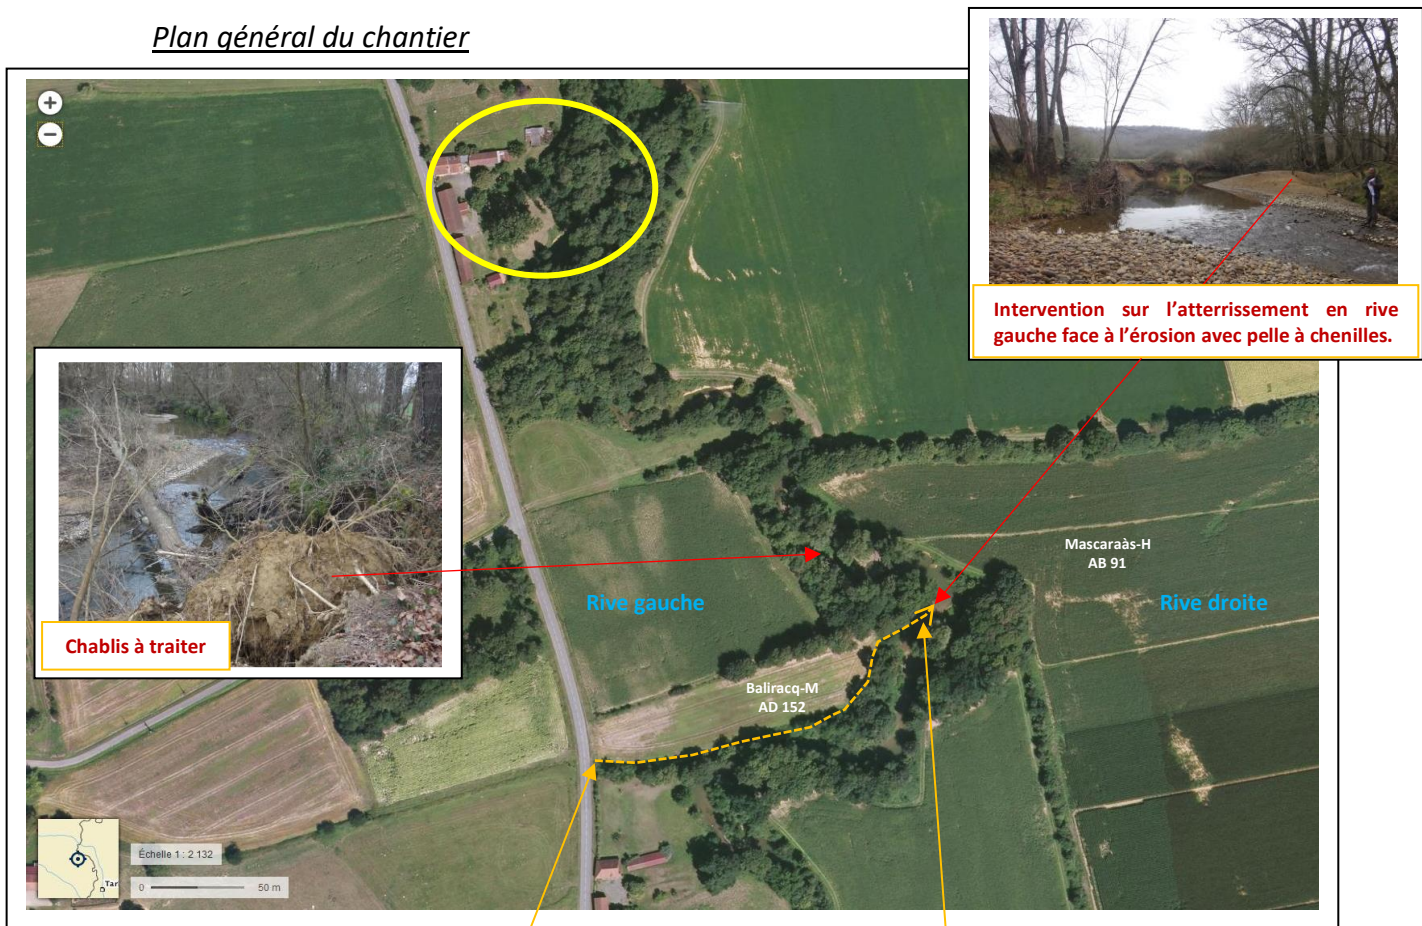 Plan général du chantier
+
−
Intervention sur l’atterrissement en rive
gauche face à l’érosion avec pelle à chenilles.
Chablis à traiter
Rive gauche
Mascaraàs-H
AB 91
Rive droite
Baliracq-M
AD 152
Tar
Échelle 1 : 2 132
0 50 m